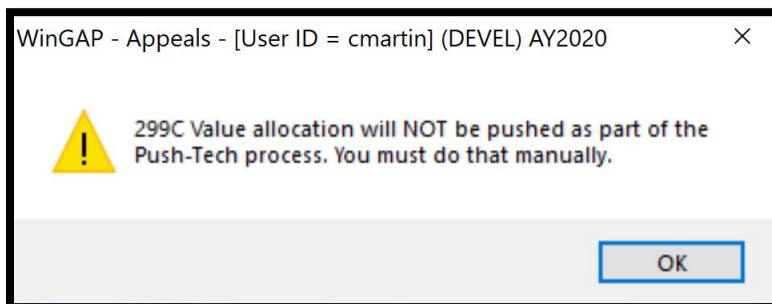 WinGAP - Appeals - [User ID = cmartin] (DEVEL) AY2020
299C Value allocation will NOT be pushed as part of the
Push-Tech process. You must do that manually.
OK